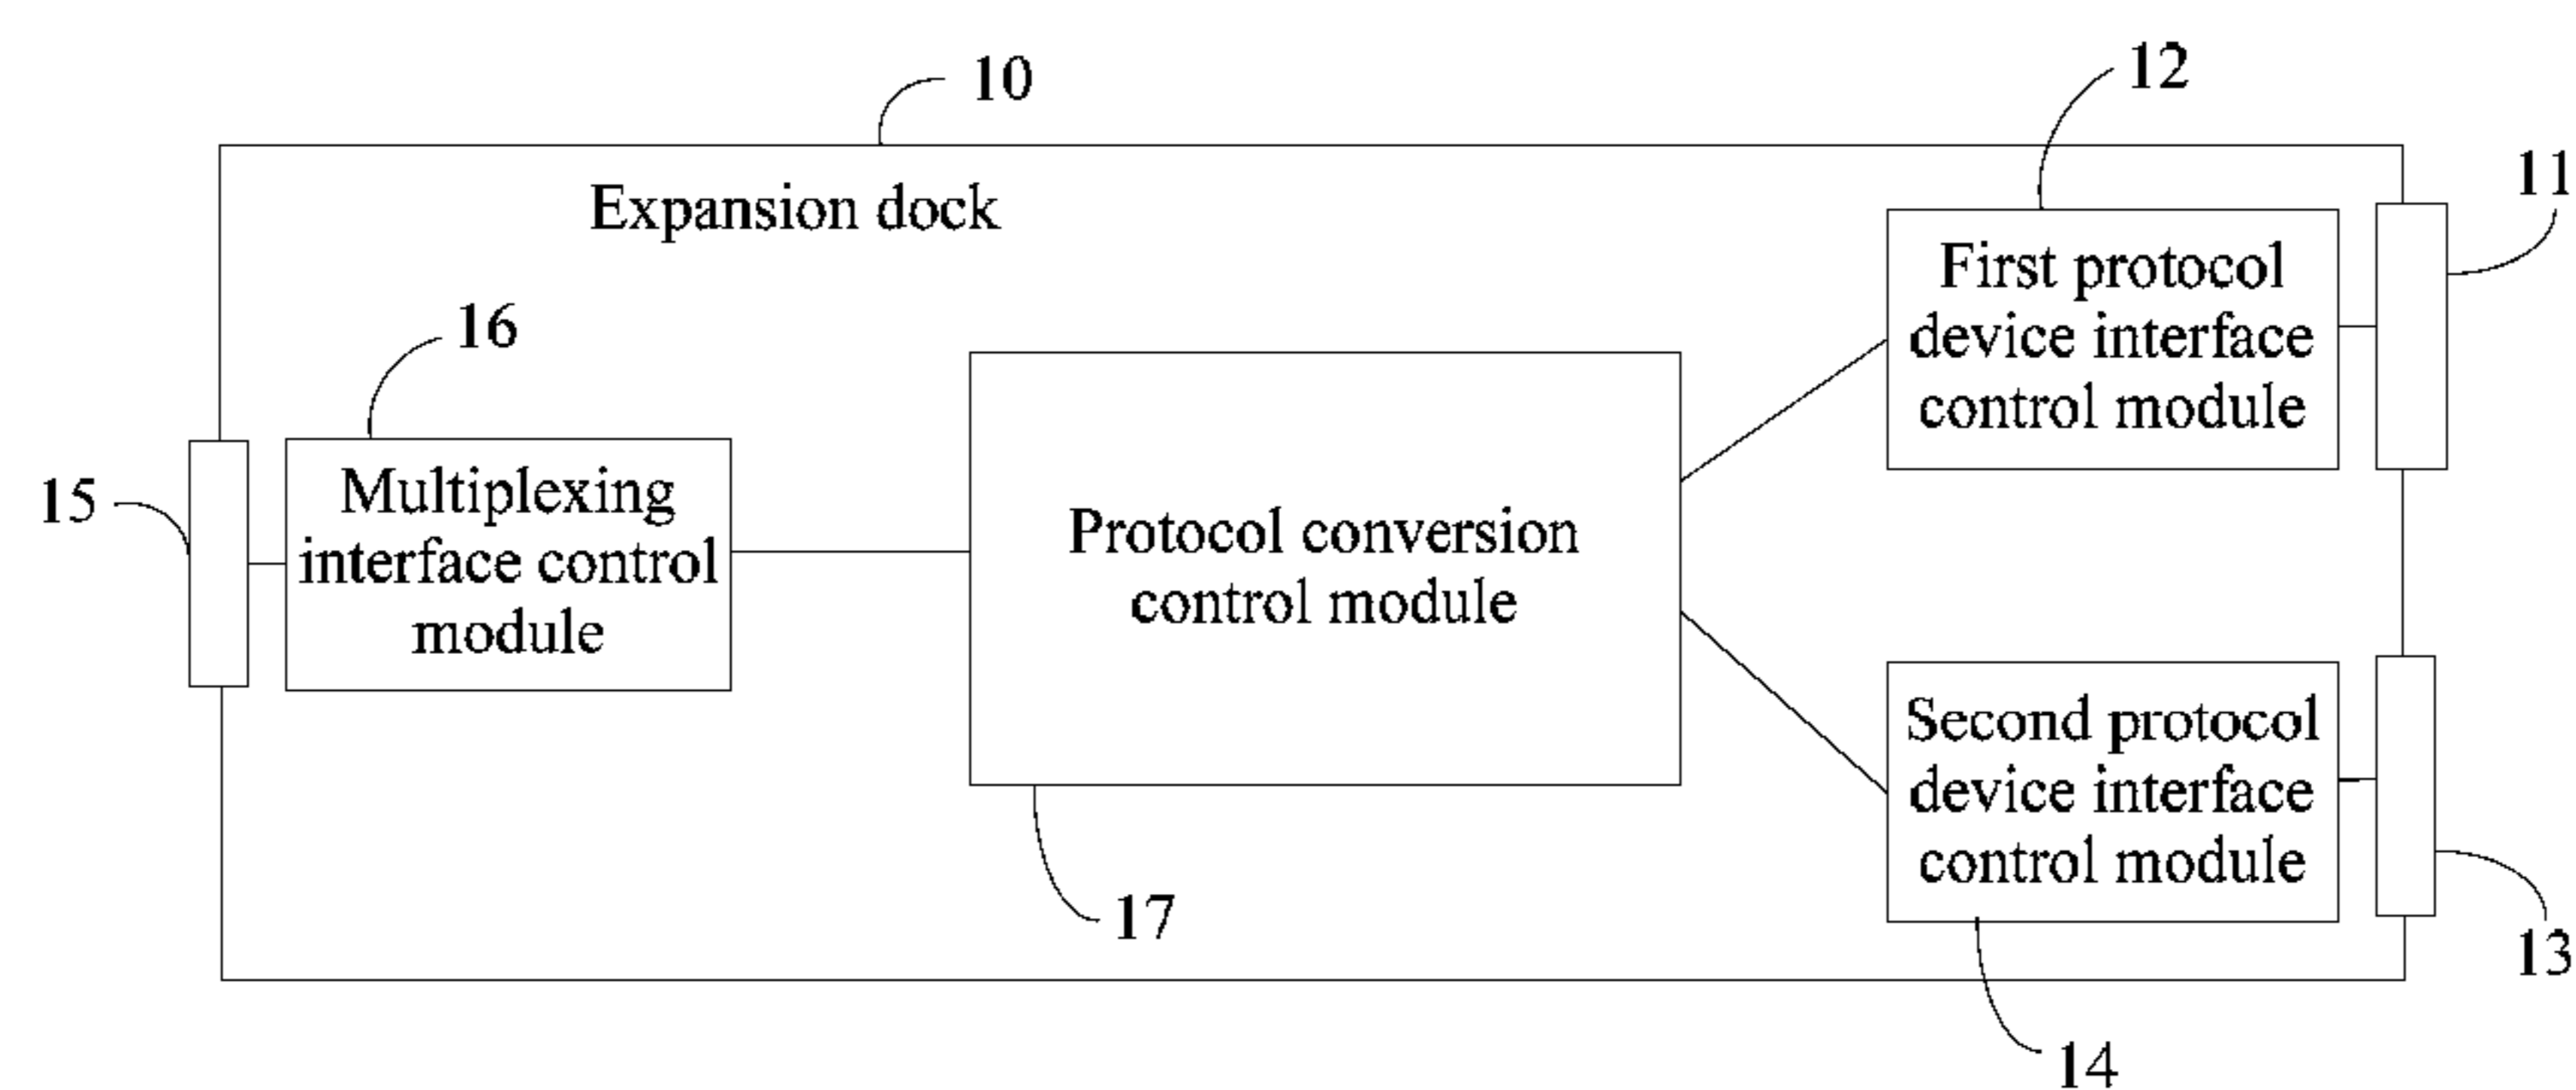 10
12
11
Expansion dock
First protocol
device interface
control module
16
Multiplexing
interface control
module
15
Protocol conversion
control module
Second protocol
device interface
control module
17
13
14